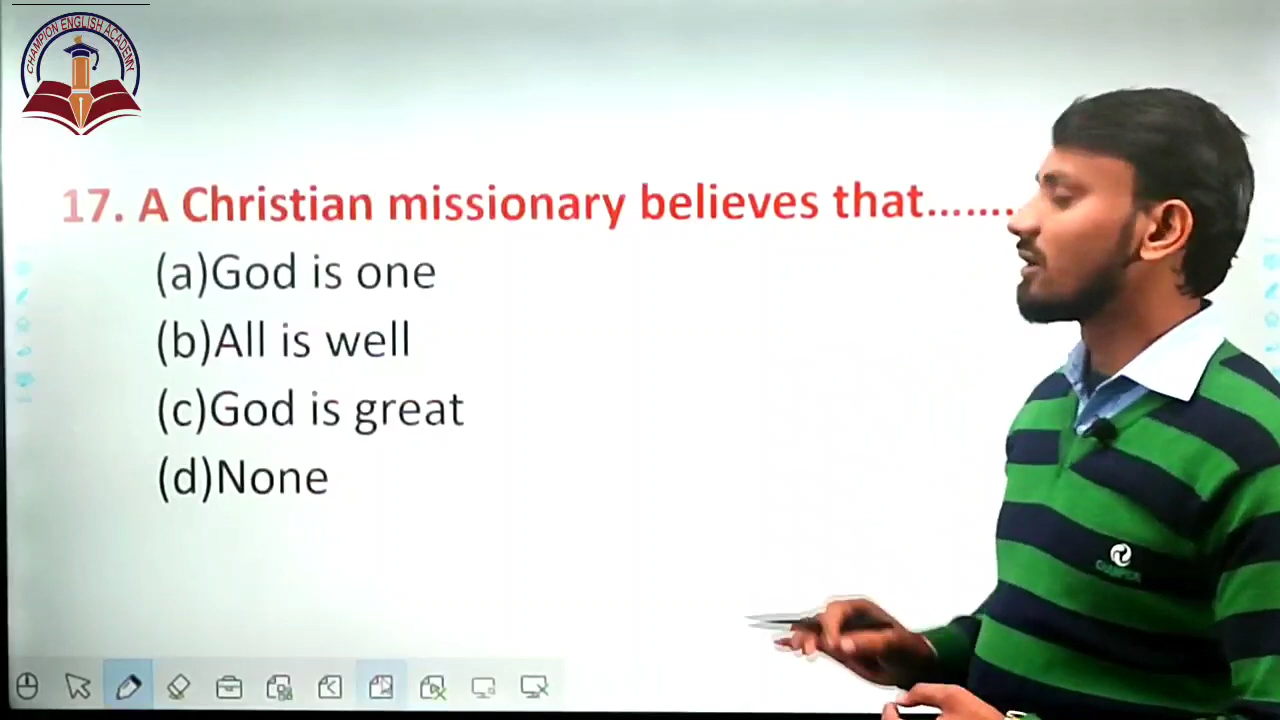 CHAMPION ENGLISH ACADEMY
17. A Christian missionary believes that.......
(a)God is one
(b)All is well
(c)God is great
(d)None